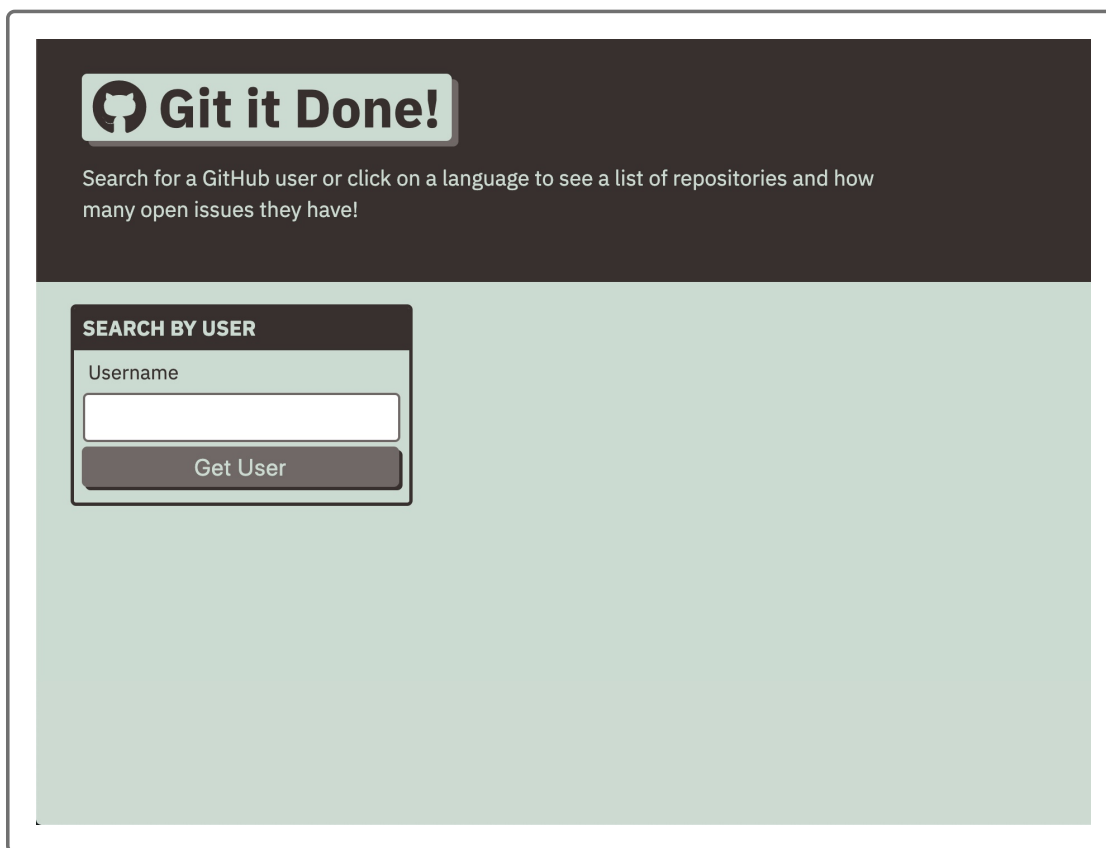 Git it Done!
Search for a GitHub user or click on a language to see a list of repositories and how
many open issues they have!
SEARCH BY USER
Username
Get User